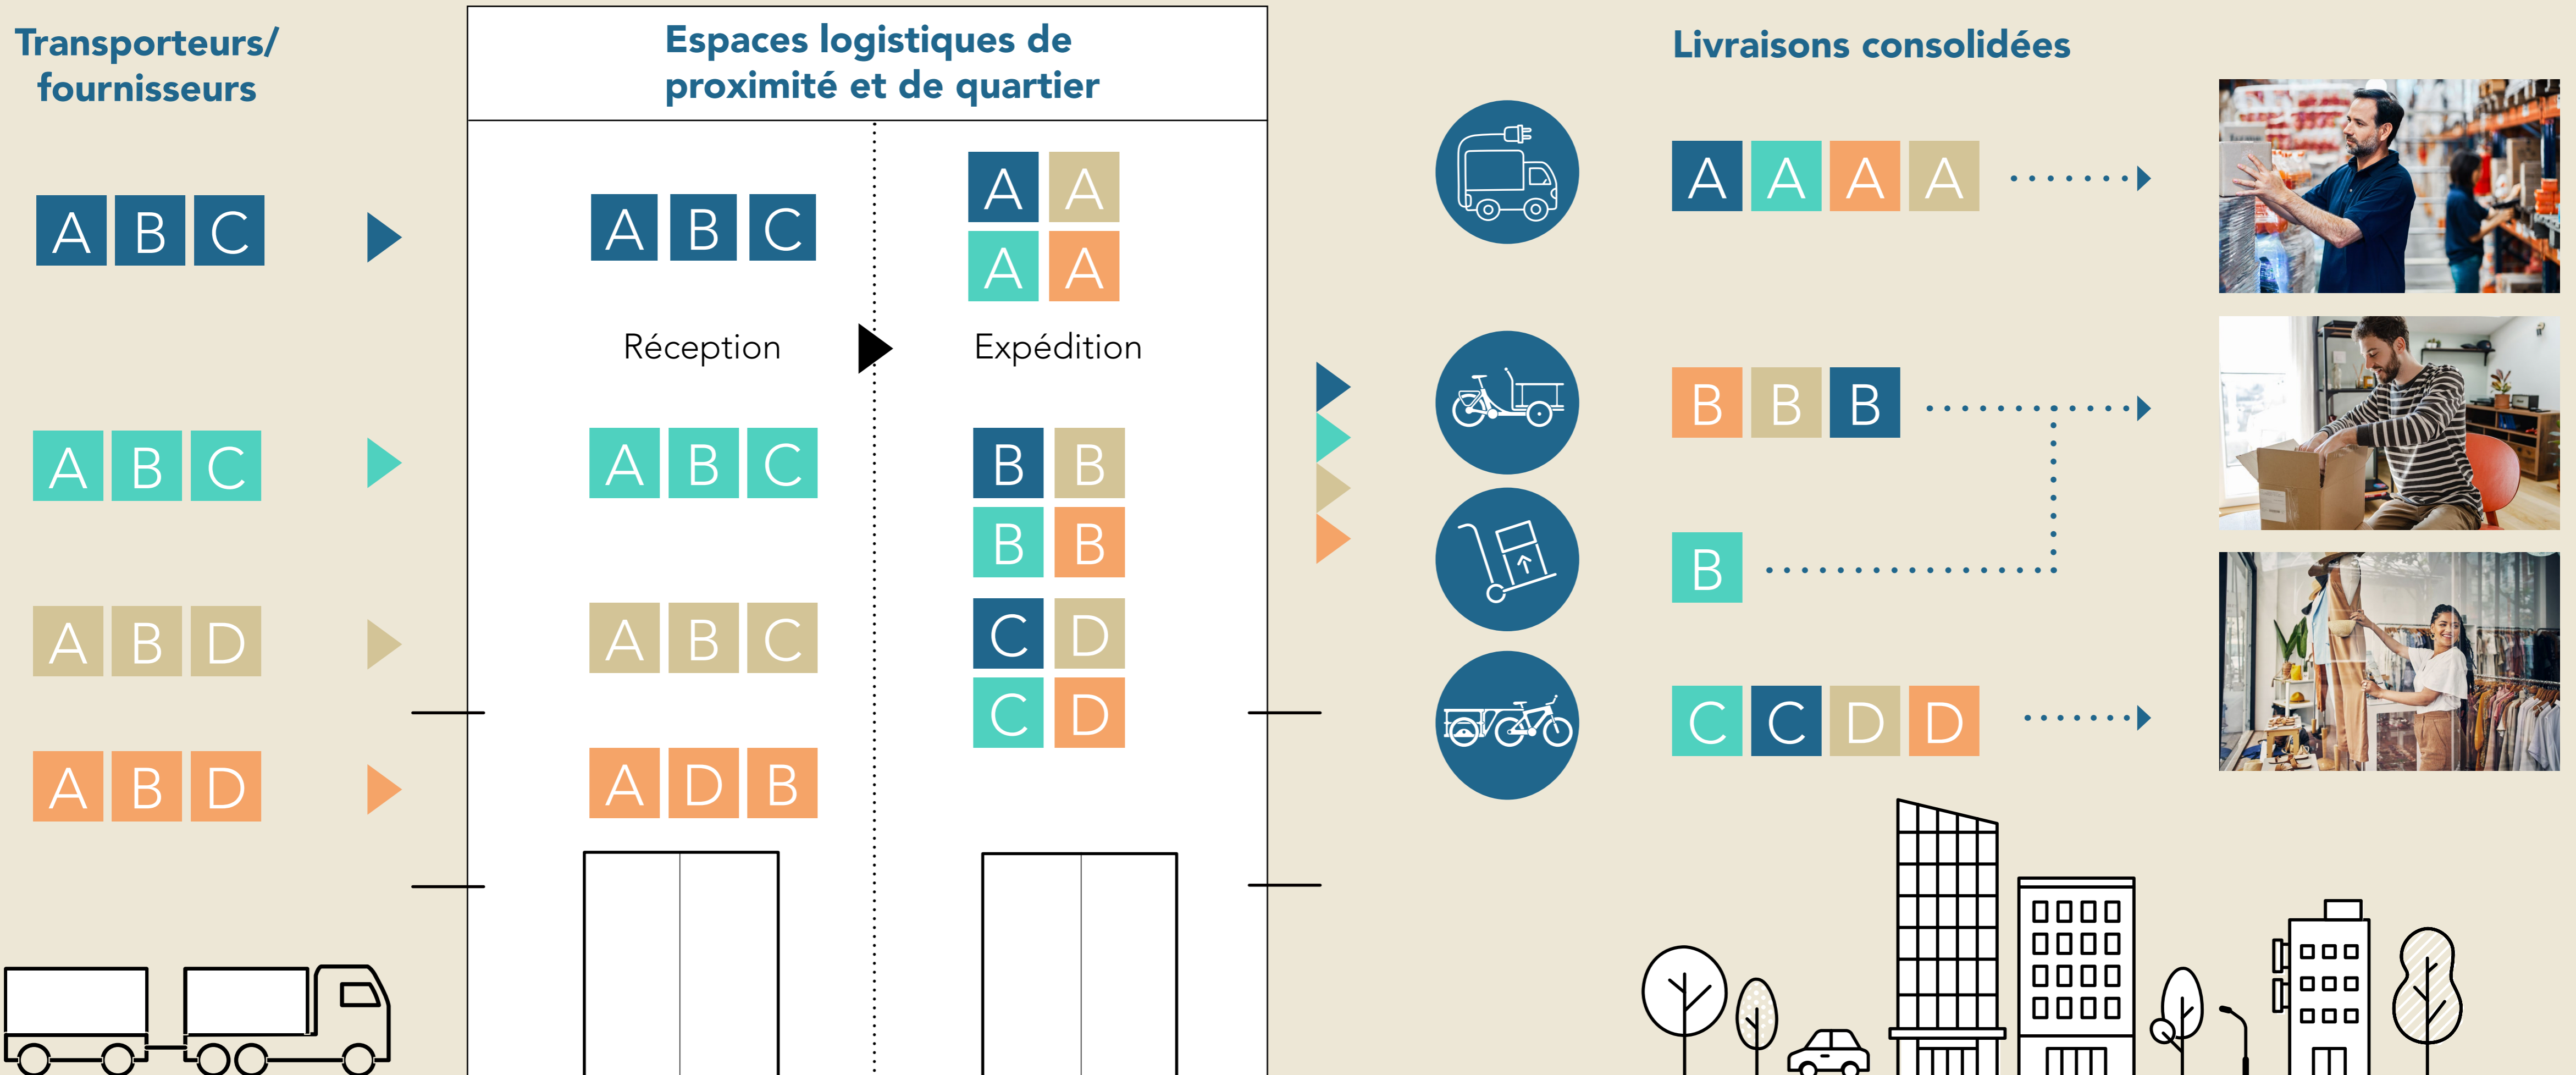 Transporteurs/
fournisseurs
A B C
A B C
A B D
A B D
Espaces logistiques de
proximité et de quartier
A B C
Réception
A B C
A B C
A D B
A A
A A
Expédition
B B
B B
C D
C D
Livraisons consolidées
A A A A
B B B
B
C C D D